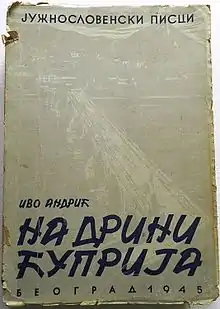 ЈУЖНОСЛОВЕНСКИ ПИСЦИ
ИВО АНДРИЋ
НА ДРИНИ
ЋУПРИЈА
БЕОГРАД 1945